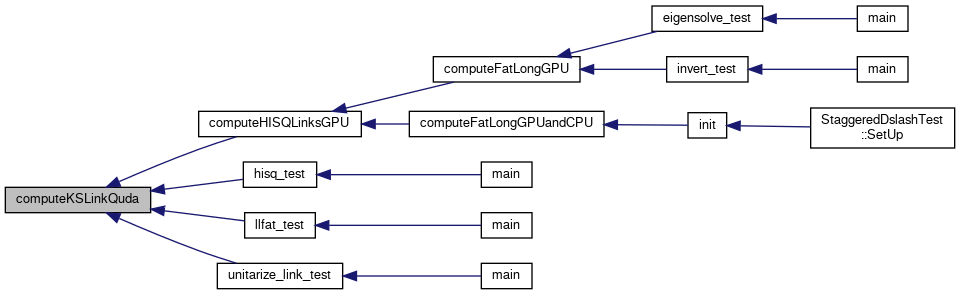 eigensolve_test
main
computeFatLongGPU
invert_test
main
computeHISQLinksGPU
computeFatLongGPUandCPU
init
StaggeredDslashTest
::SetUp
hisq_test
main
computeKSLinkQuda
llfat_test
main
unitarize_link_test
main